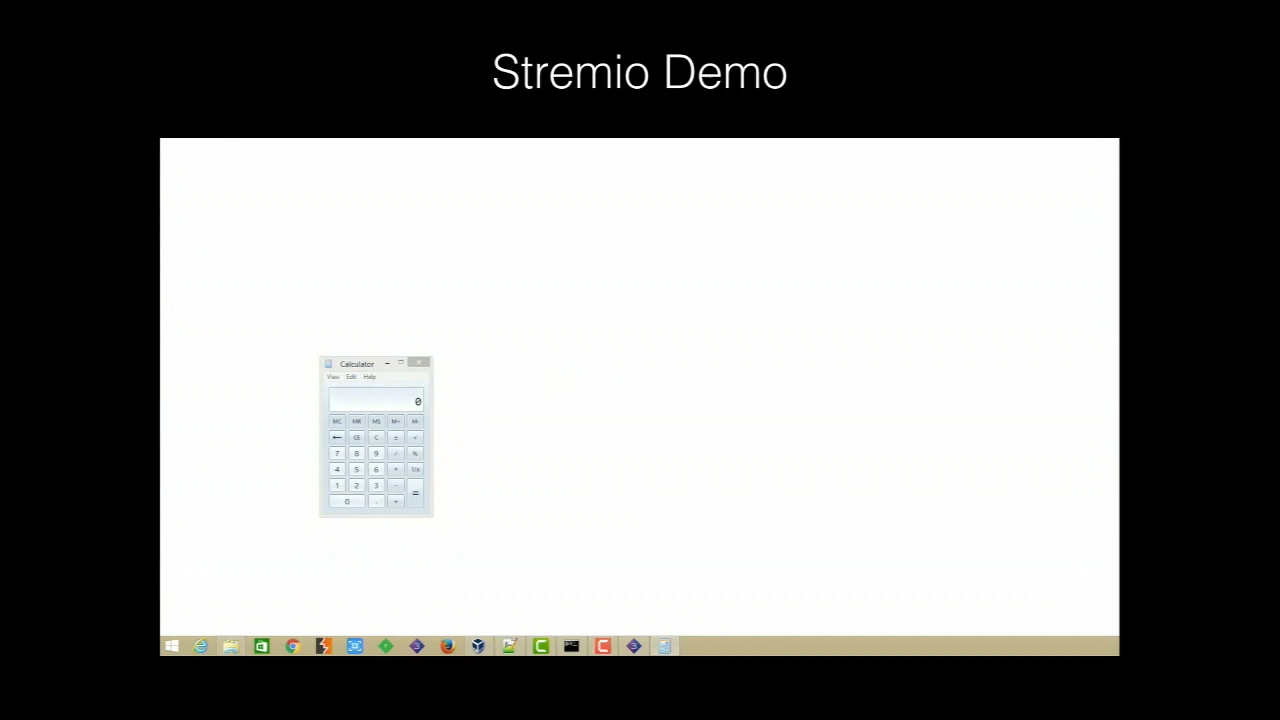 Stremio Demo
Calculator
View Edit Help
0
MC MR MS M+ M-
← CE C ± √
7 8 9 / %
4 5 6 * 1/x
1 2 3 - =
0 . +